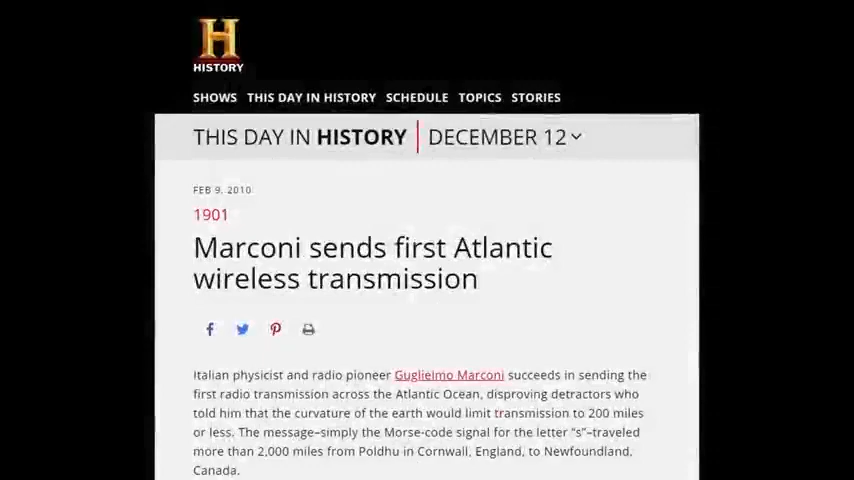 H
HISTORY
SHOWS THIS DAY IN HISTORY SCHEDULE TOPICS STORIES
THIS DAY IN HISTORY DECEMBER 12
FEB 9, 2010
1901
Marconi sends first Atlantic
wireless transmission
Italian physicist and radio pioneer Guglielmo Marconi succeeds in sending the
first radio transmission across the Atlantic Ocean, disproving detractors who
told him that the curvature of the earth would limit transmission to 200 miles
or less. The message–simply the Morse-code signal for the letter “s”–traveled
more than 2,000 miles from Poldhu in Cornwall, England, to Newfoundland,
Canada.